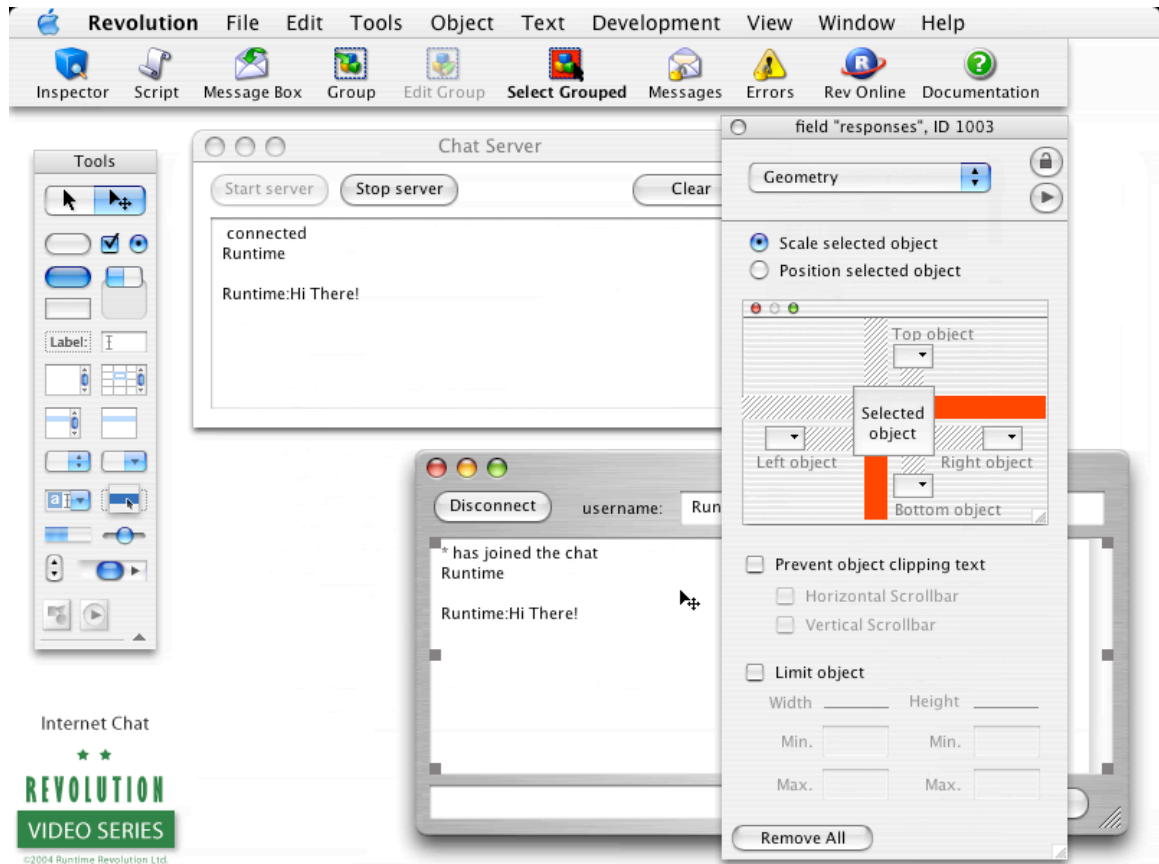 Revolution File Edit Tools Object Text Development View Window Help
Inspector Script Message Box Group Edit Group Select Grouped Messages Errors Rev Online Documentation
Tools
Label:
a
Chat Server
Start server Stop server Clear
connected
Runtime
Runtime:Hi There!
Disconnect username: Run
* has joined the chat
Runtime
Runtime:Hi There!
field "responses", ID 1003
Geometry
Scale selected object
Position selected object
Top object
Selected
object
Left object Right object
Bottom object
Prevent object clipping text
Horizontal Scrollbar
Vertical Scrollbar
Limit object
Width Height
Min. Min.
Max. Max.
Remove All
Internet Chat
REVOLUTION
VIDEO SERIES
©2004 Runtime Revolution Ltd.